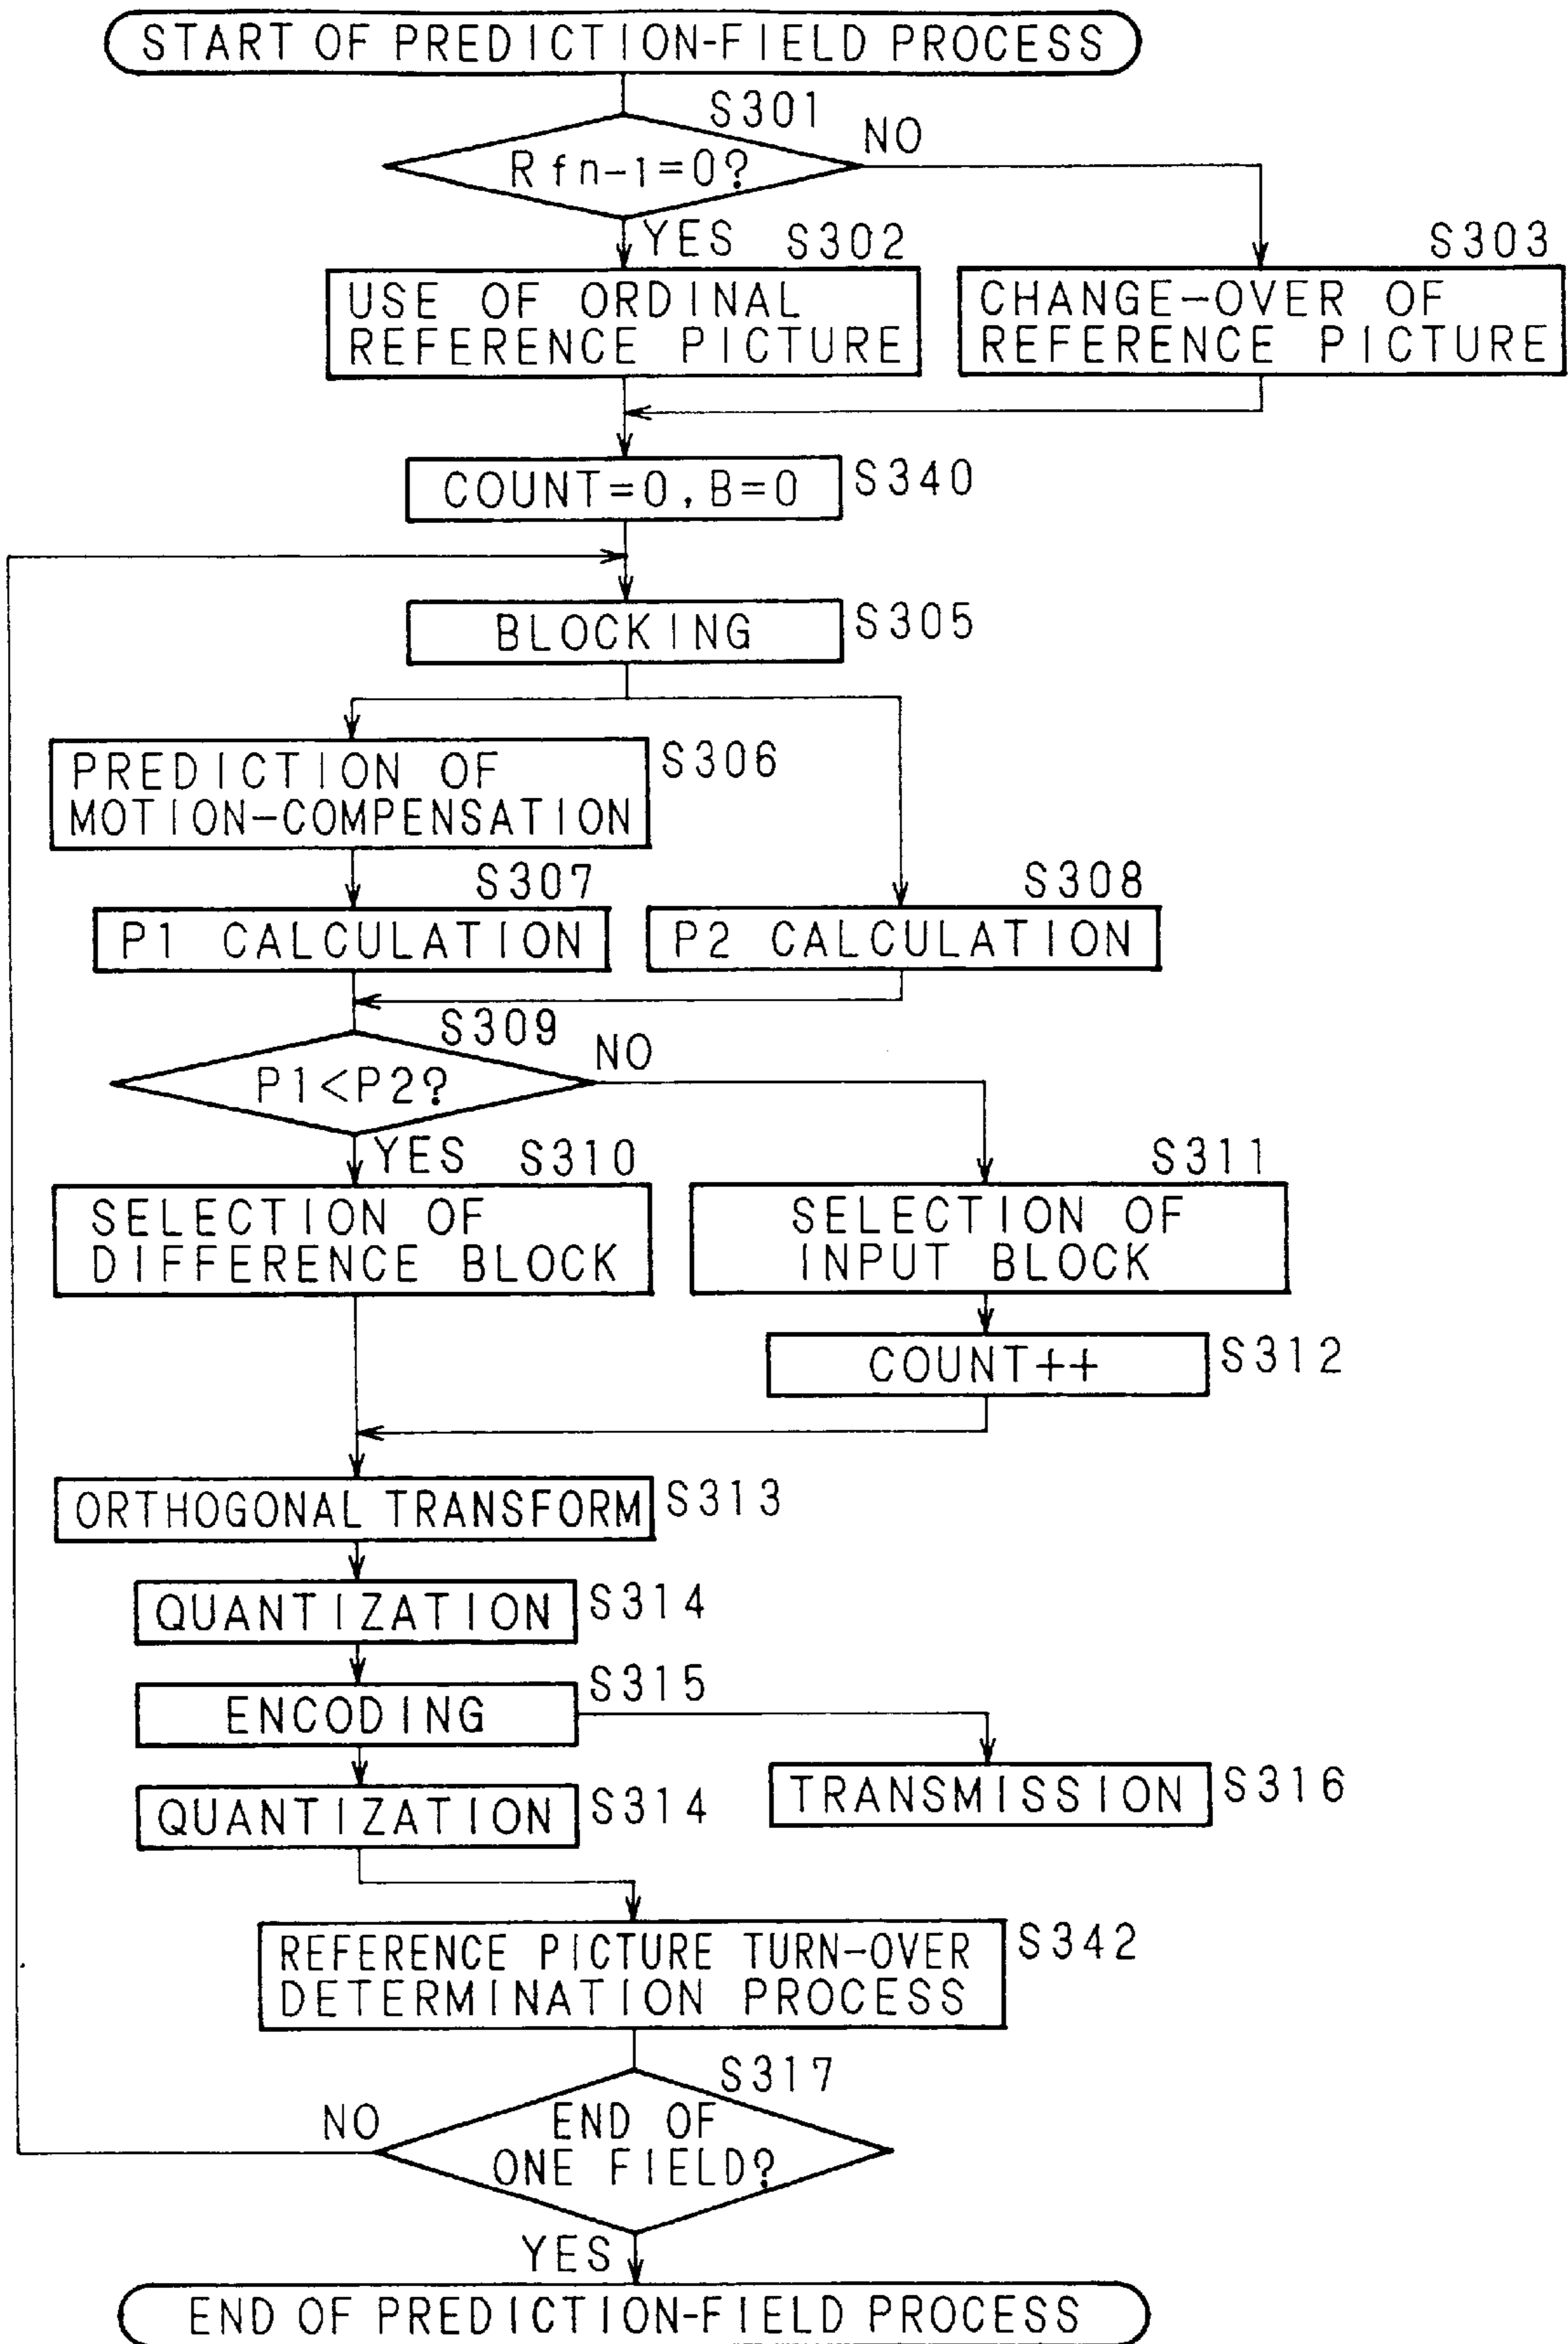 START OF PREDICTION-FIELD PROCESS
S301
Rfn-1=0?
NO
YES
S302
S303
USE OF ORDINAL
REFERENCE PICTURE
CHANGE-OVER OF
REFERENCE PICTURE
COUNT=0,B=0
S340
BLOCKING
S305
PREDICTION OF
MOTION-COMPENSATION
S306
S307
S308
P1 CALCULATION
P2 CALCULATION
S309
P1<P2?
NO
YES
S310
S311
SELECTION OF
DIFFERENCE BLOCK
SELECTION OF
INPUT BLOCK
COUNT++
S312
ORTHOGONAL TRANSFORM
S313
QUANTIZATION
S314
ENCODING
S315
QUANTIZATION
S314
TRANSMISSION
S316
REFERENCE PICTURE TURN-OVER
DETERMINATION PROCESS
S342
S317
END OF
ONE FIELD?
NO
YES
END OF PREDICTION-FIELD PROCESS